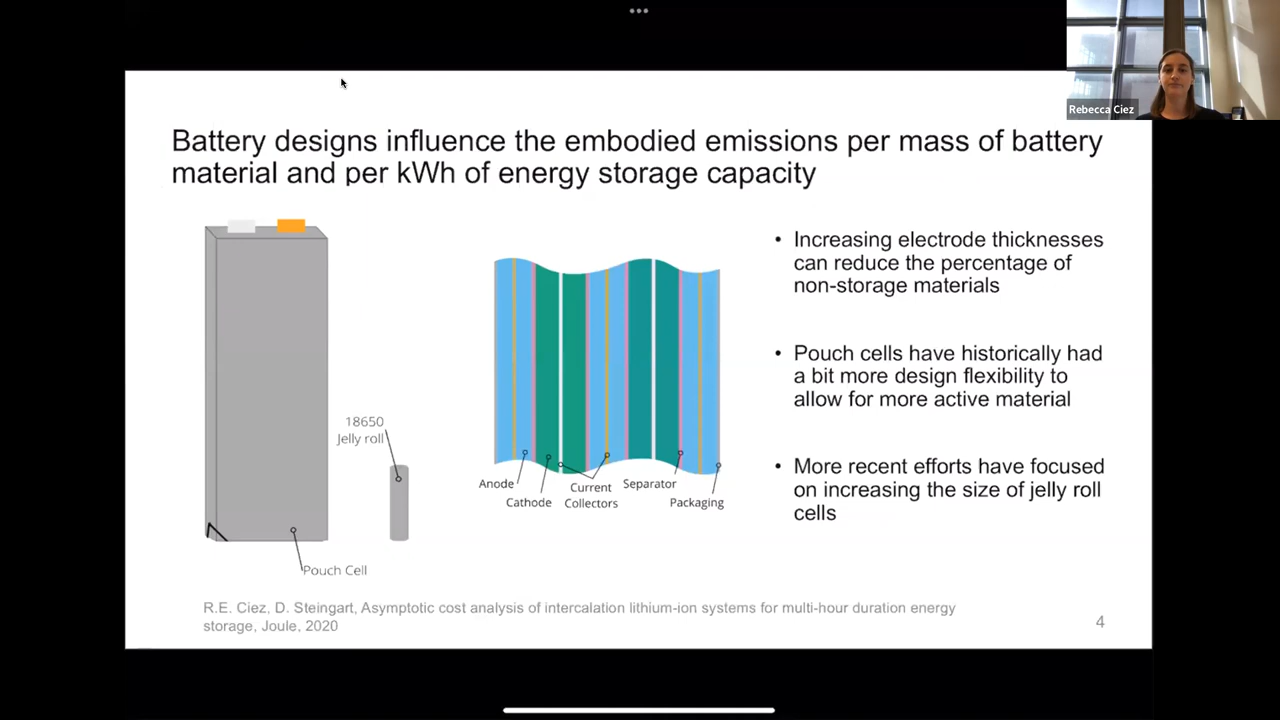 Rebecca Ciez
Battery designs influence the embodied emissions per mass of battery
material and per kWh of energy storage capacity
18650
Jelly roll
Pouch Cell
Anode
Cathode
Current
Collectors
Separator
Packaging
• Increasing electrode thicknesses
can reduce the percentage of
non-storage materials
• Pouch cells have historically had
a bit more design flexibility to
allow for more active material
• More recent efforts have focused
on increasing the size of jelly roll
cells
R.E. Ciez, D. Steingart, Asymptotic cost analysis of intercalation lithium-ion systems for multi-hour duration energy
storage, Joule, 2020
4